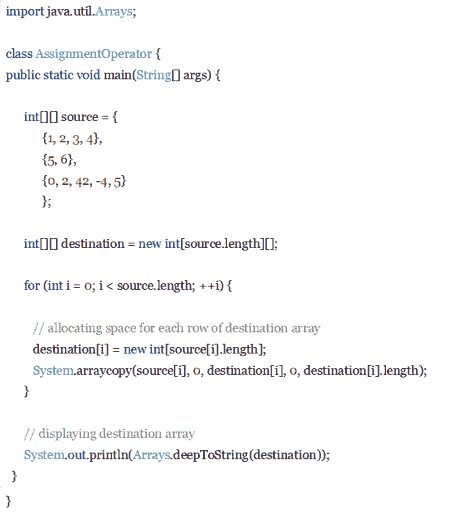 import java.util.Arrays;
class AssignmentOperator {
public static void main(String[] args) {
int[][] source = {
{1, 2, 3, 4},
{5, 6},
{0, 2, 42, -4, 5}
};
int[][] destination = new int[source.length][];
for (int i = 0; i < source.length; ++i) {
// allocating space for each row of destination array
destination[i] = new int[source[i].length];
System.arraycopy(source[i], 0, destination[i], 0, destination[i].length);
}
// displaying destination array
System.out.println(Arrays.deepToString(destination));
}
}